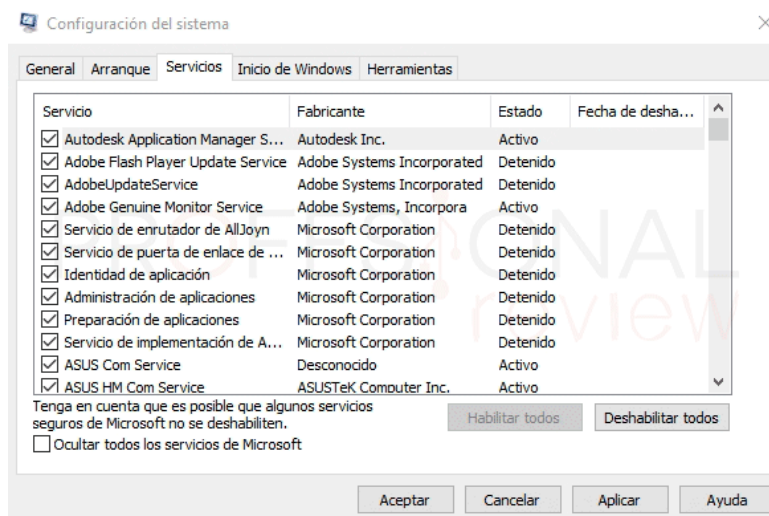 Configuración del sistema
General Arranque Servicios Inicio de Windows Herramientas
Servicio Fabricante Estado Fecha de desha...
Autodesk Application Manager S... Autodesk Inc. Activo
Adobe Flash Player Update Service Adobe Systems Incorporated Detenido
AdobeUpdateService Adobe Systems Incorporated Detenido
Adobe Genuine Monitor Service Adobe Systems, Incorpora Activo
Servicio de enrutador de AllJoyn Microsoft Corporation Detenido
Servicio de puerta de enlace de ... Microsoft Corporation Detenido
Identidad de aplicación Microsoft Corporation Detenido
Administración de aplicaciones Microsoft Corporation Detenido
Preparación de aplicaciones Microsoft Corporation Detenido
Servicio de implementación de A... Microsoft Corporation Detenido
ASUS Com Service Desconocido Activo
ASUS HM Com Service ASUSTeK Computer Inc. Activo
PROFESIONAL
review
Tenga en cuenta que es posible que algunos servicios
seguros de Microsoft no se deshabiliten.
Habilitar todos Deshabilitar todos
Ocultar todos los servicios de Microsoft
Aceptar Cancelar Aplicar Ayuda